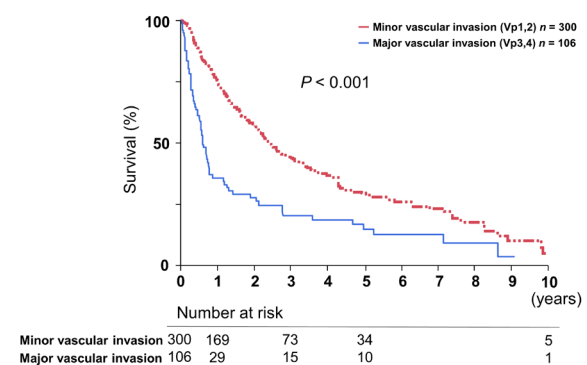 Minor vascular invasion (Vp1,2) n = 300
Major vascular invasion (Vp3,4) n = 106
P < 0.001
Survival (%)
100
50
0
0 1 2 3 4 5 6 7 8 9 10
(years)
Number at risk
Minor vascular invasion 300 169 73 34 5
Major vascular invasion 106 29 15 10 1